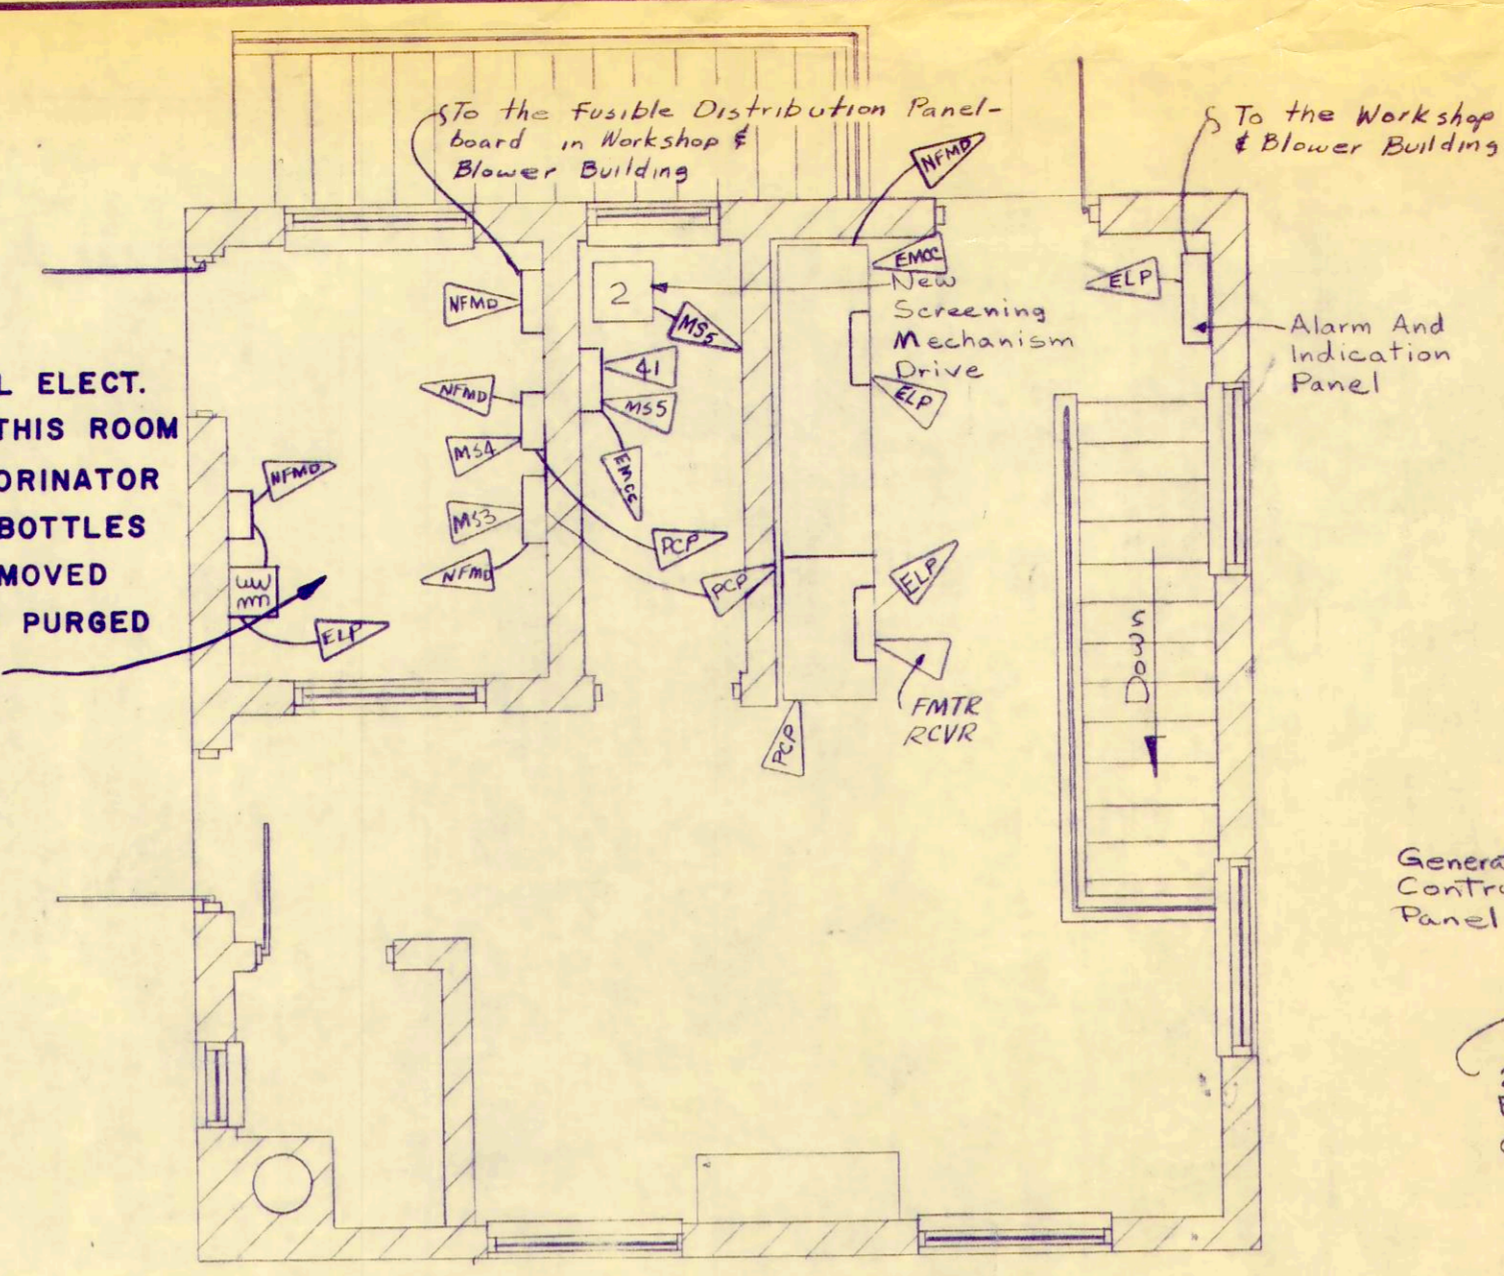 To the Fusible Distribution Panel-
board in Workshop &
Blower Building
To the Workshop
& Blower Building
NFMD
EMCC
ELP
New
Screening
Mechanism
Drive
Alarm And
Indication
Panel
NFMD
2
MS5
41
MS5
EMCC
NFMD
MS4
MS3
NFMD
ELP
L ELECT.
THIS ROOM
ORINATOR
BOTTLES
MOVED
PURGED
NFMD
ELP
PCP
PCP
ELP
FMTR
RCVR
PCP
Down
Genera
Contro
Panel